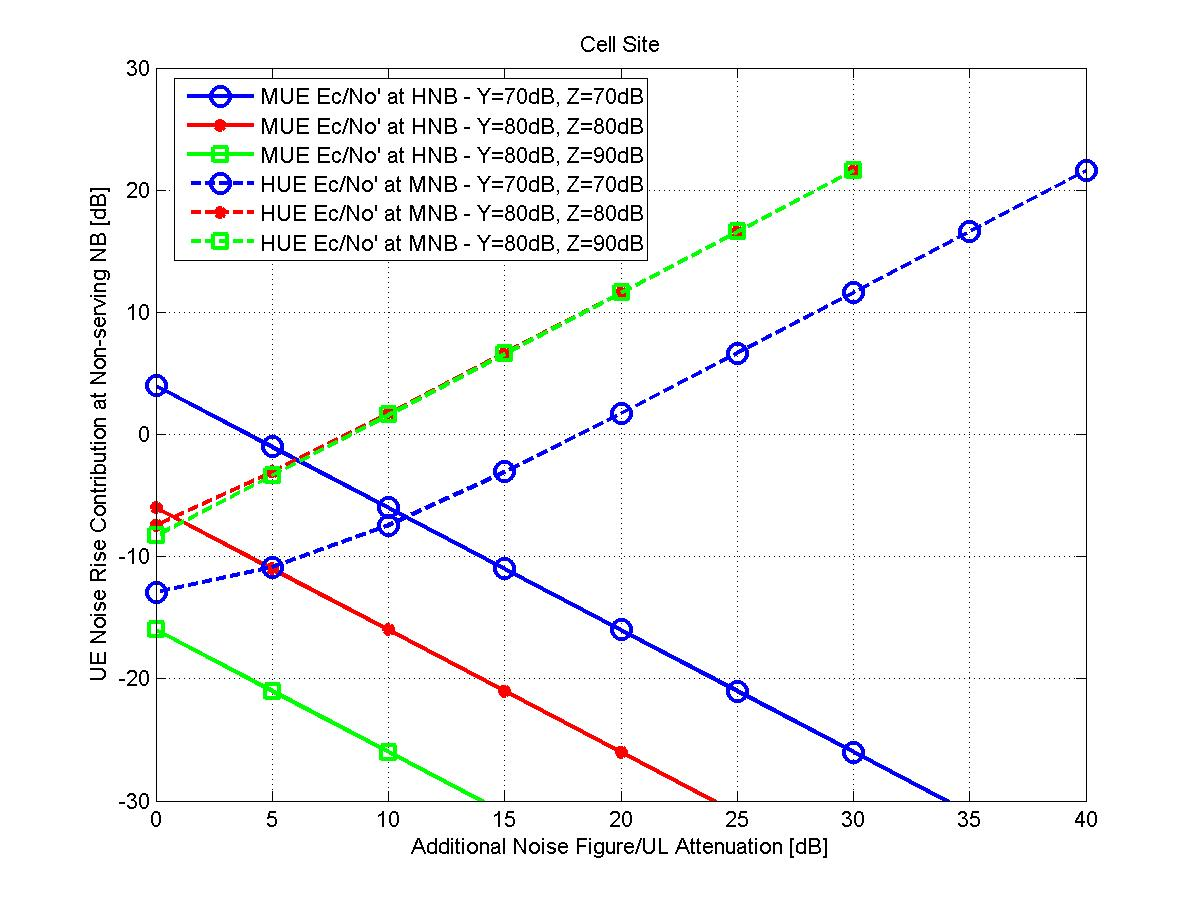 Cell Site
MUE Ec/No' at HNB - Y=70dB, Z=70dB
MUE Ec/No' at HNB - Y=80dB, Z=80dB
MUE Ec/No' at HNB - Y=80dB, Z=90dB
HUE Ec/No' at MNB - Y=70dB, Z=70dB
HUE Ec/No' at MNB - Y=80dB, Z=80dB
HUE Ec/No' at MNB - Y=80dB, Z=90dB
UE Noise Rise Contribution at Non-serving NB [dB]
30
20
10
0
-10
-20
-30
0 5 10 15 20 25 30 35 40
Additional Noise Figure/UL Attenuation [dB]